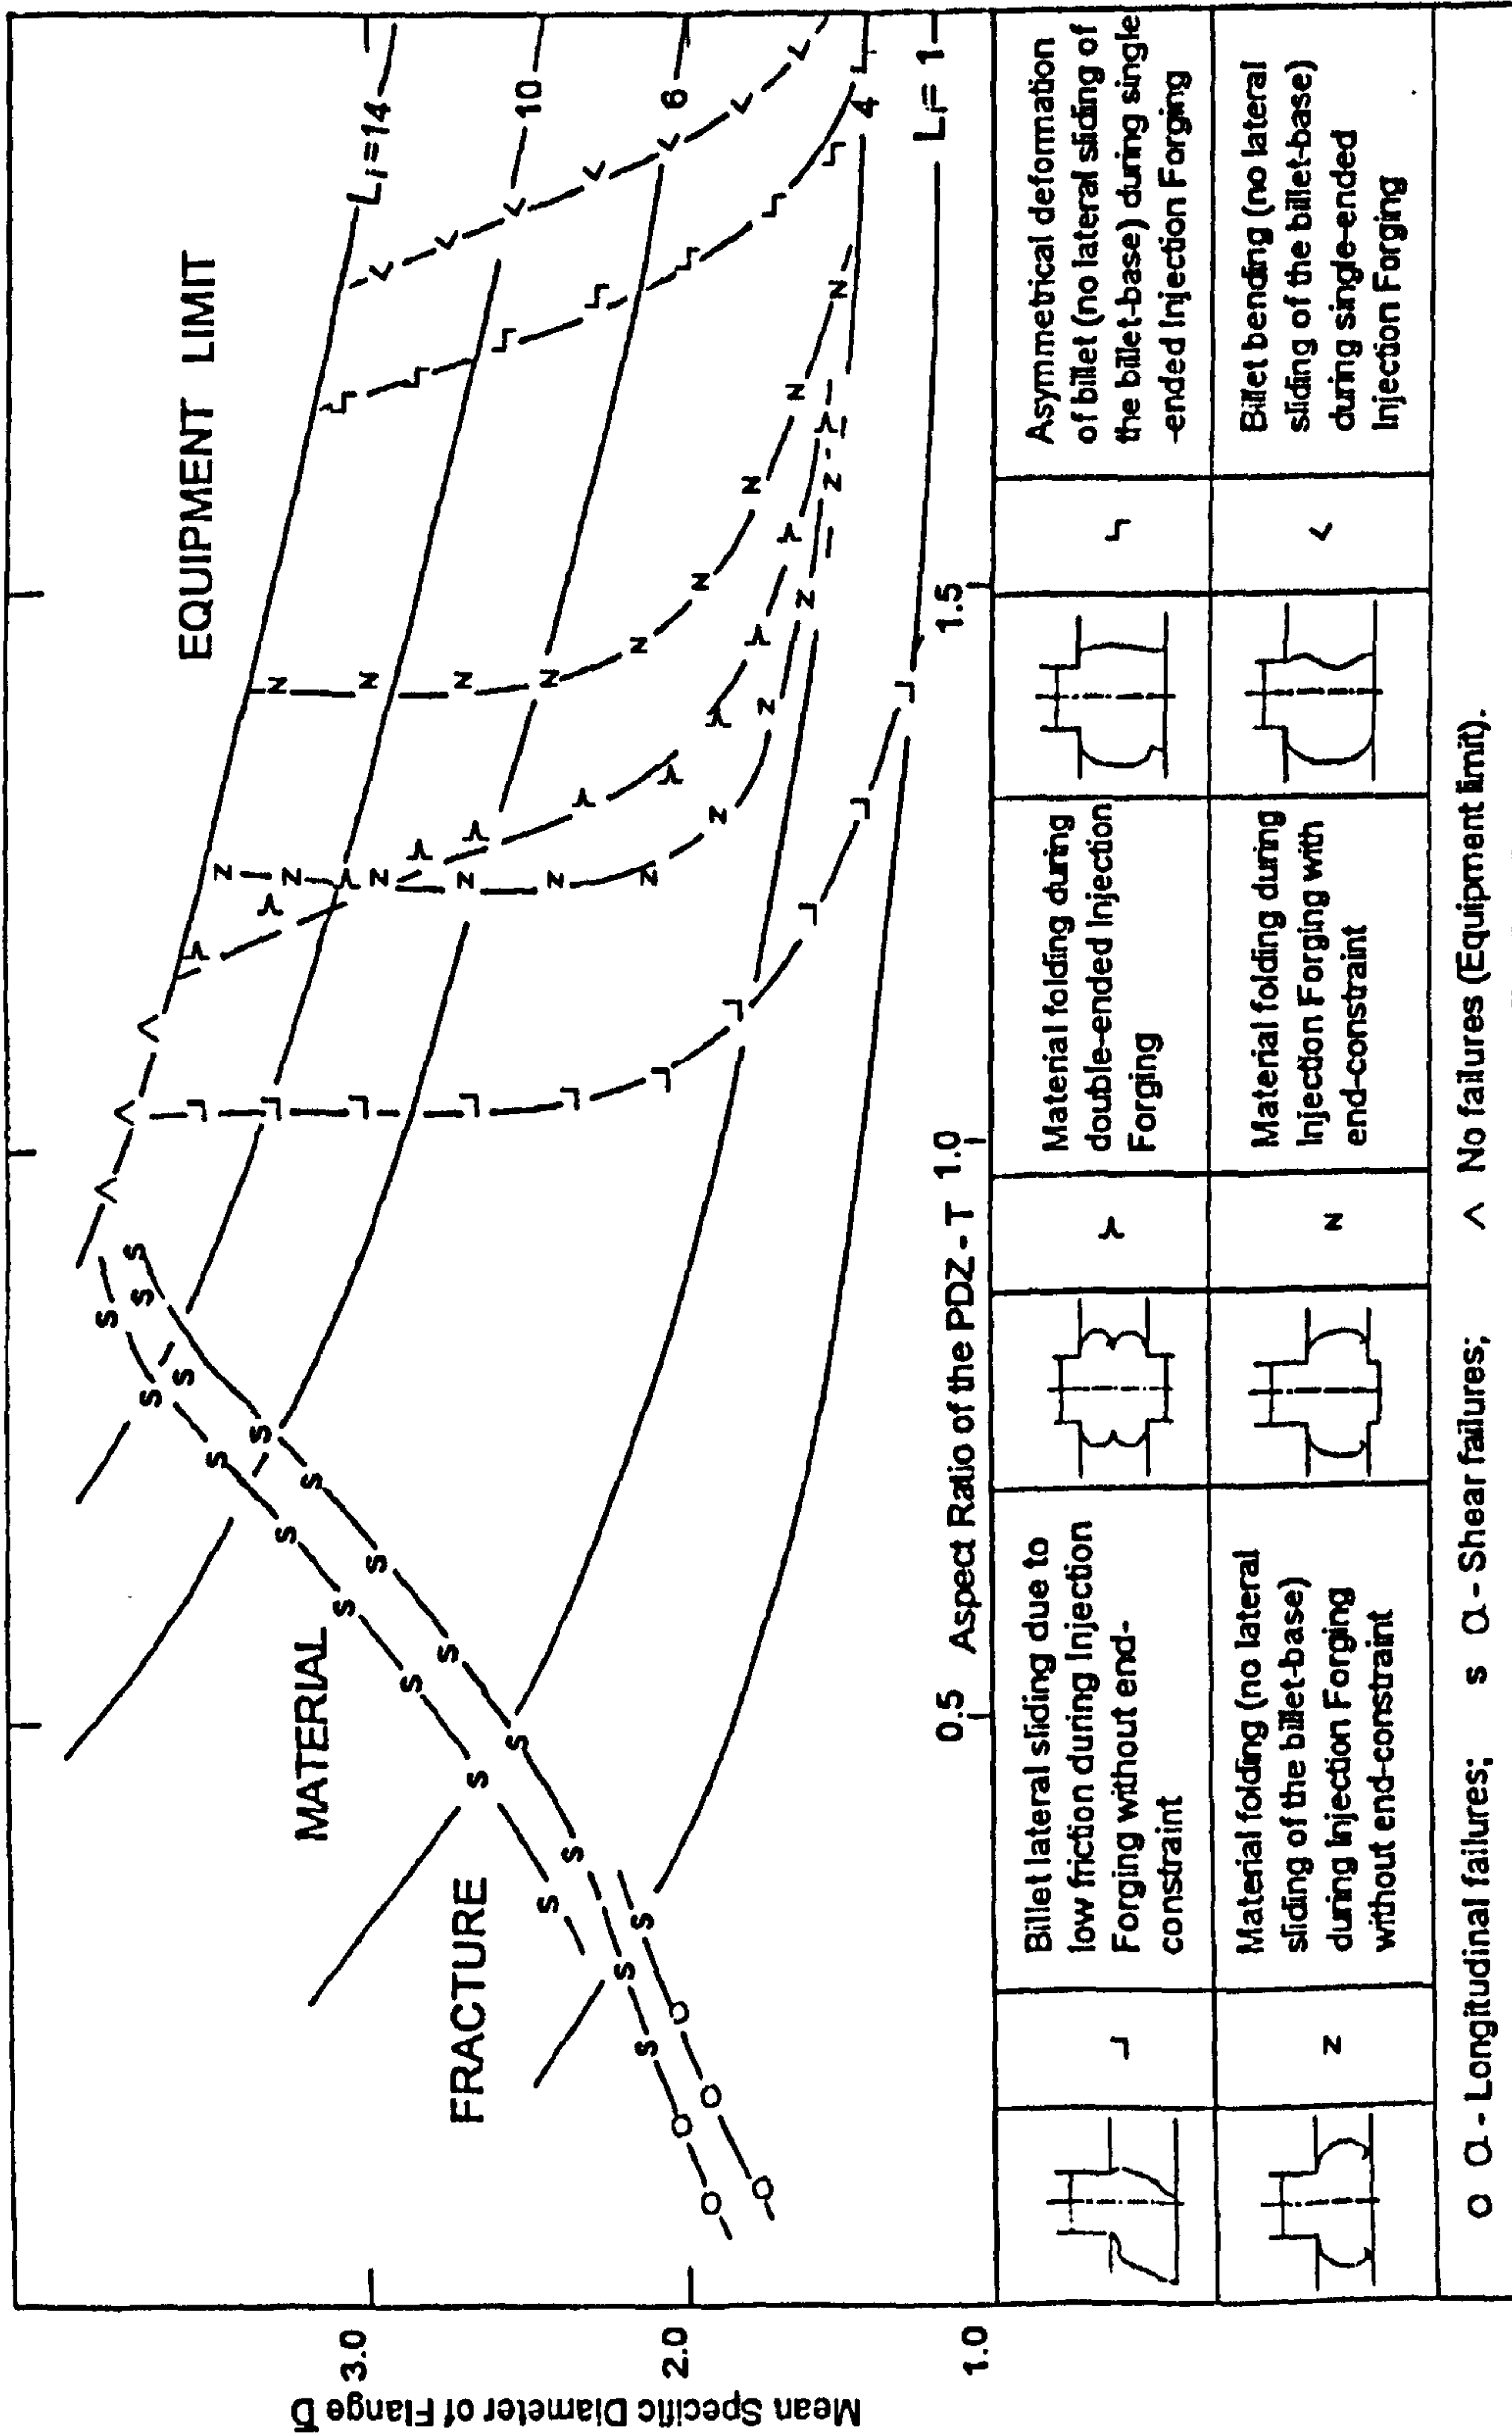 Mean Specific Diameter of Flange D̄
3.0
2.0
1.0
EQUIPMENT LIMIT
MATERIAL
FRACTURE
Li=14
10
6
4
Li= 1
0.5
Aspect Ratio of the PDZ - T
1.0
1.5
Billet lateral sliding due to
low friction during Injection
Forging without end-
constraint
Material folding during
double-ended Injection
Forging
Asymmetrical deformation
of billet (no lateral sliding of
the billet-base) during single
-ended Injection Forging
Material folding (no lateral
sliding of the billet-base)
during Injection Forging
without end-constraint
Material folding during
Injection Forging with
end-constraint
Billet bending (no lateral
sliding of the billet-base)
during single-ended
Injection Forging
O α - Longitudinal failures; S α - Shear failures; ^ No failures (Equipment limit).